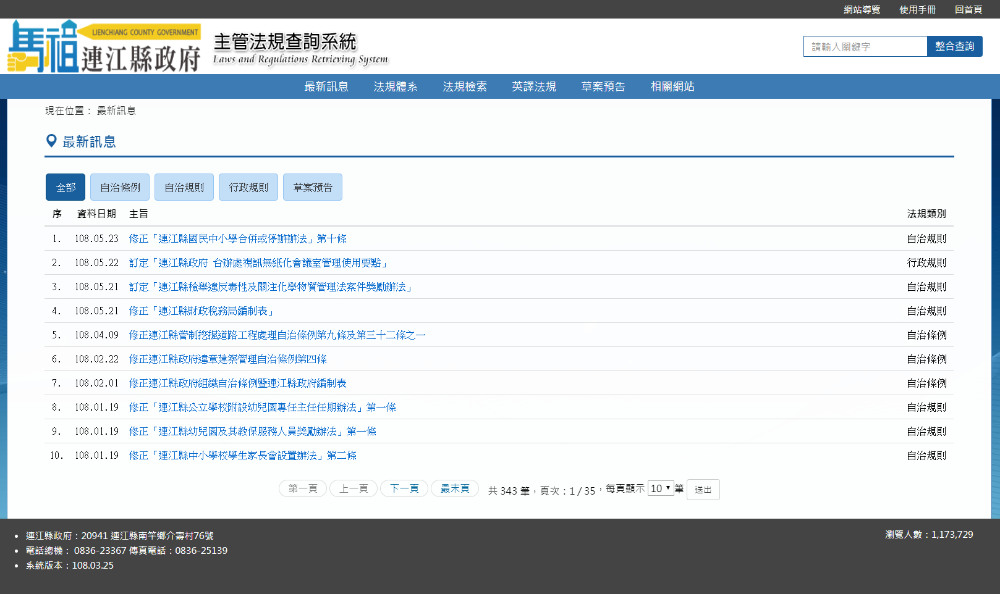 網站導覽 使用手冊 回首頁
馬祖 LIENCHIANG COUNTY GOVERNMENT
連江縣政府
主管法規查詢系統
Laws and Regulations Retrieving System
請輸入關鍵字 整合查詢
最新訊息 法規體系 法規檢索 英譯法規 草案預告 相關網站
現在位置： 最新訊息
最新訊息
全部 自治條例 自治規則 行政規則 草案預告
序 資料日期 主旨 法規類別
1. 108.05.23 修正「連江縣國民中小學合併或停辦辦法」第十條 自治規則
2. 108.05.22 訂定「連江縣政府 台辦處視訊無紙化會議室管理使用要點」 行政規則
3. 108.05.21 訂定「連江縣檢舉違反毒性及關注化學物質管理法案件獎勵辦法」 自治規則
4. 108.05.21 修正「連江縣財政稅務局編制表」 自治規則
5. 108.04.09 修正連江縣管制挖掘道路工程處理自治條例第九條及第三十二條之一 自治條例
6. 108.02.22 修正連江縣政府違章建築管理自治條例第四條 自治條例
7. 108.02.01 修正連江縣政府組織自治條例暨連江縣政府編制表 自治條例
8. 108.01.19 修正「連江縣公立學校附設幼兒園專任主任任期辦法」第一條 自治規則
9. 108.01.19 修正「連江縣幼兒園及其教保服務人員獎勵辦法」第一條 自治規則
10. 108.01.19 修正「連江縣中小學校學生家長會設置辦法」第二條 自治規則
第一頁 上一頁 下一頁 最末頁 共 343 筆，頁次：1 / 35，每頁顯示 10 筆 送出
連江縣政府：20941 連江縣南竿鄉介壽村76號
電話總機： 0836-23367 傳真電話：0836-25139
系統版本：108.03.25
瀏覽人數：1,173,729